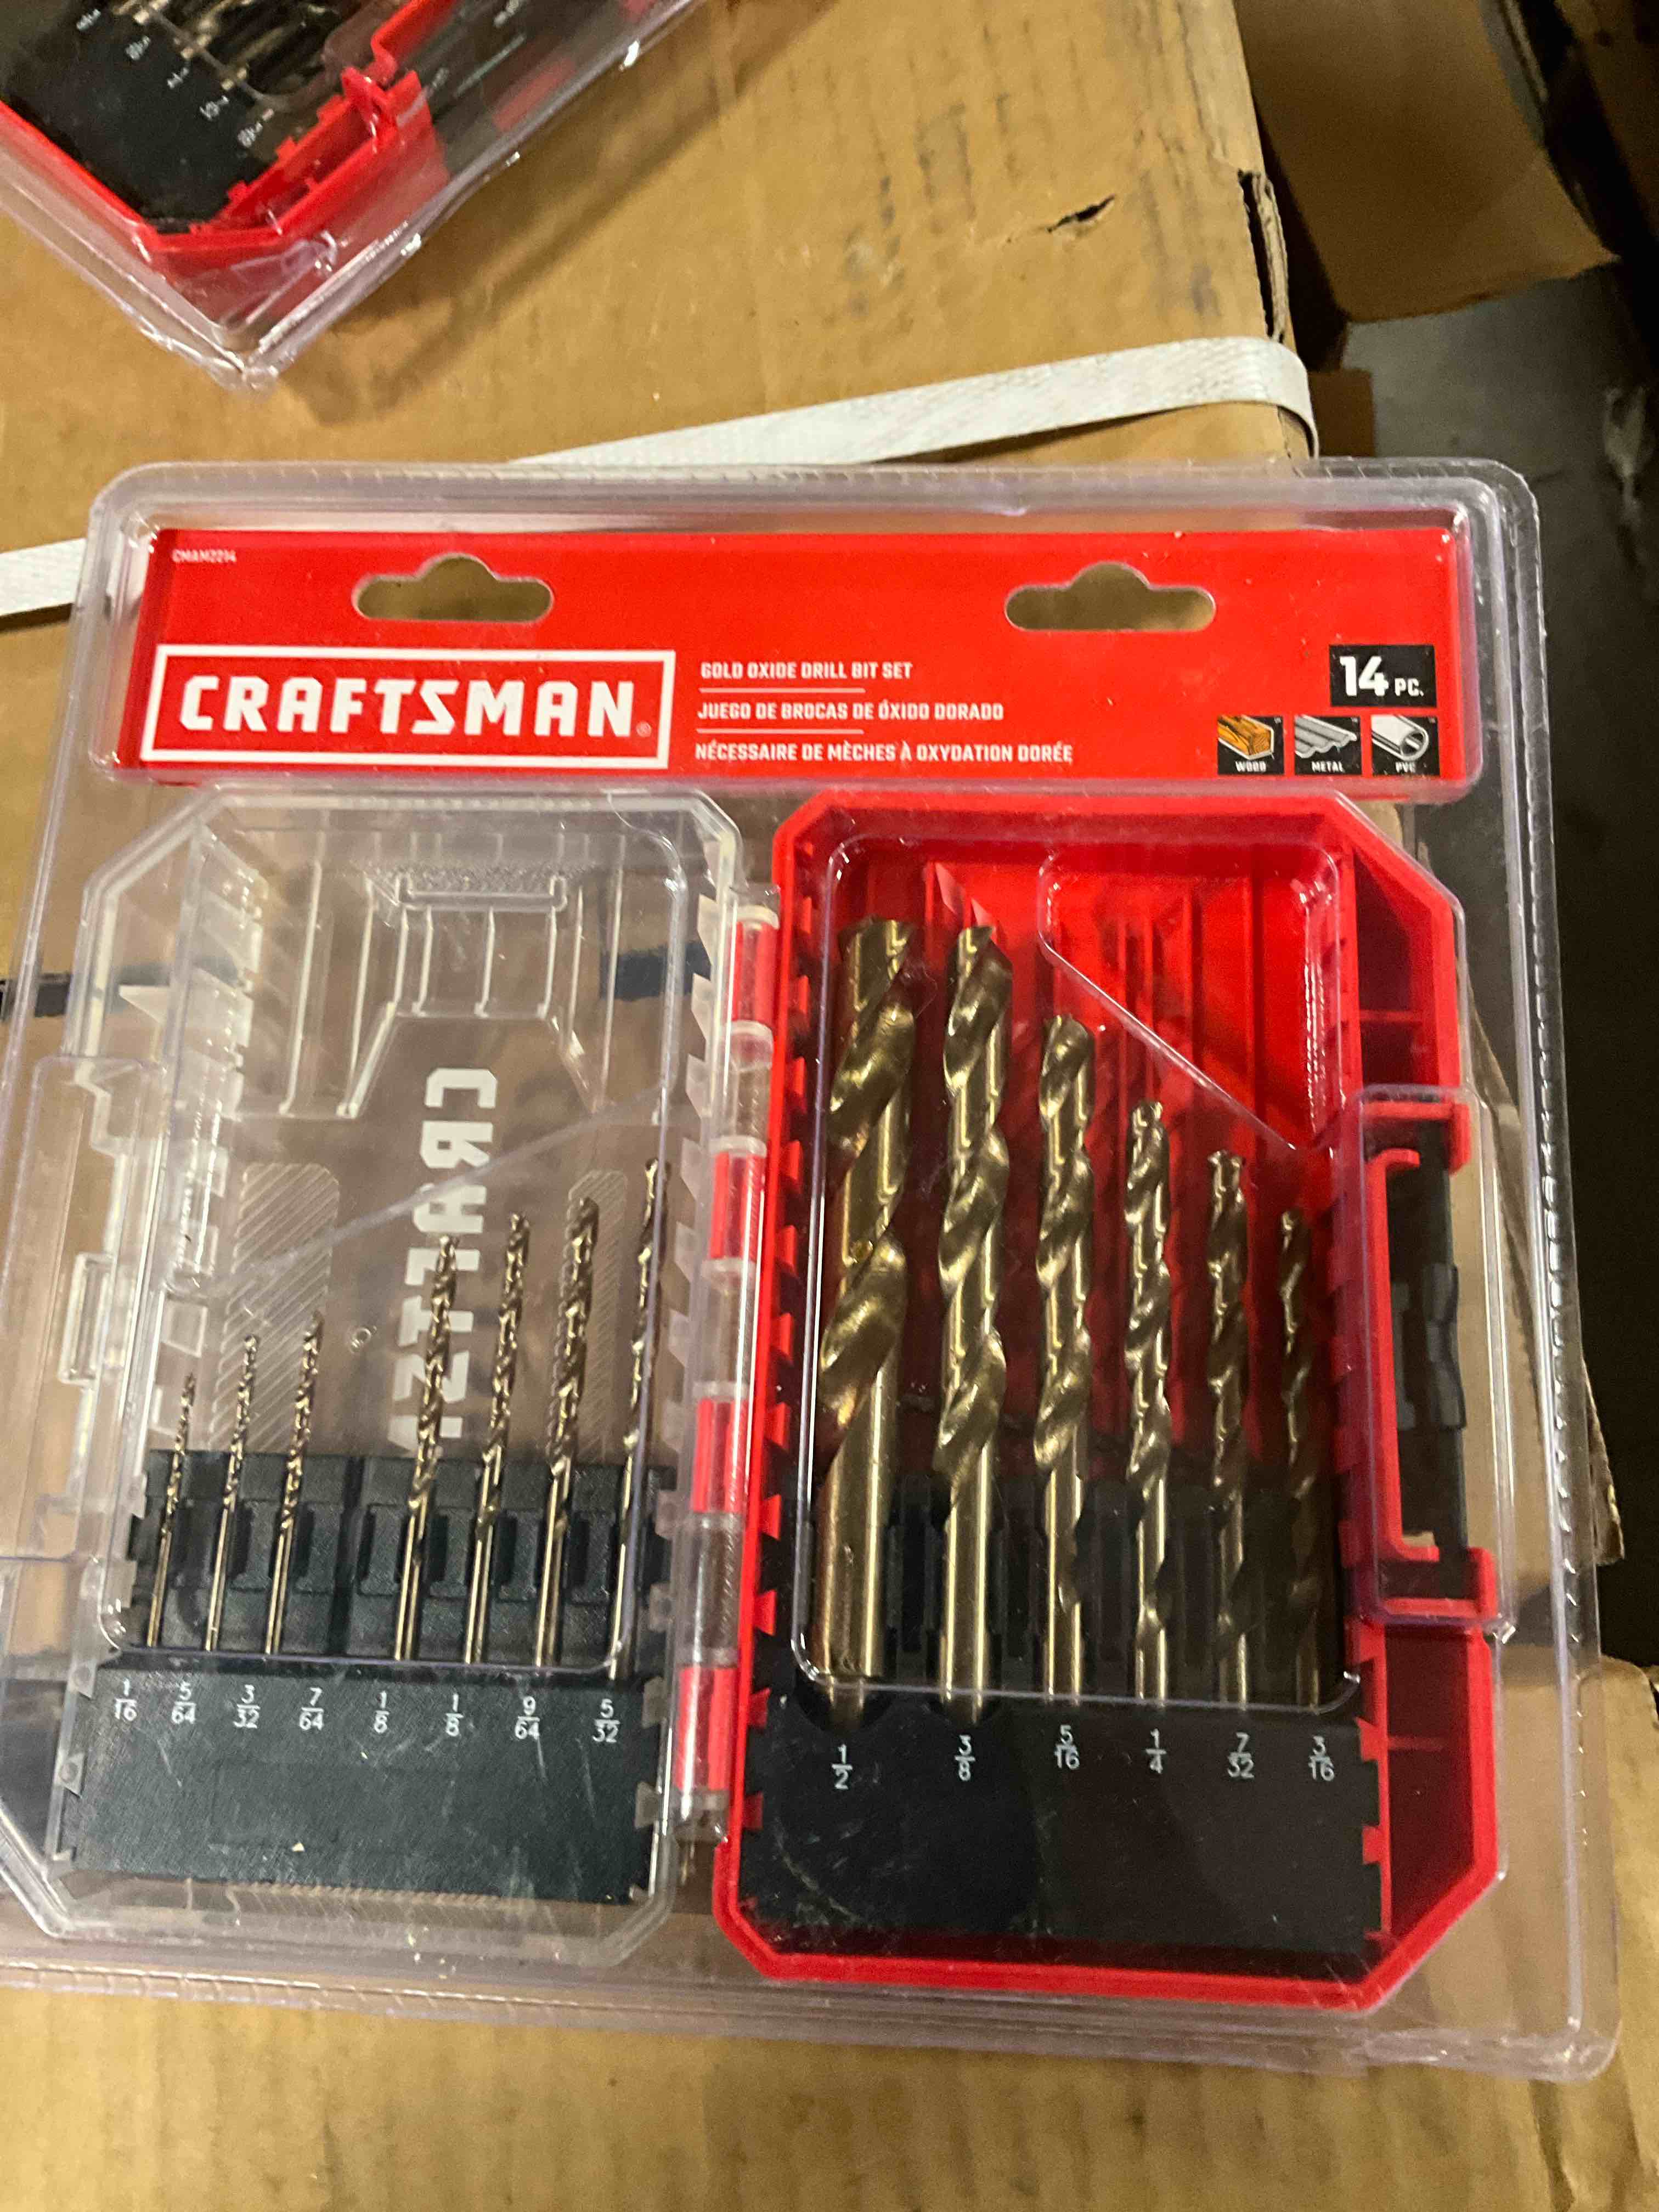 CMAM2214
CRAFTSMAN®
GOLD OXIDE DRILL BIT SET
JUEGO DE BROCAS DE ÓXIDO DORADO
NÉCESSAIRE DE MÈCHES À OXYDATION DORÉE
14 PC.
WOOD METAL PVC
CRAFTSM
1/16 5/64 3/32 7/64 1/8 1/8 9/64 5/32
1/2 3/8 5/16 1/4 7/32 3/16